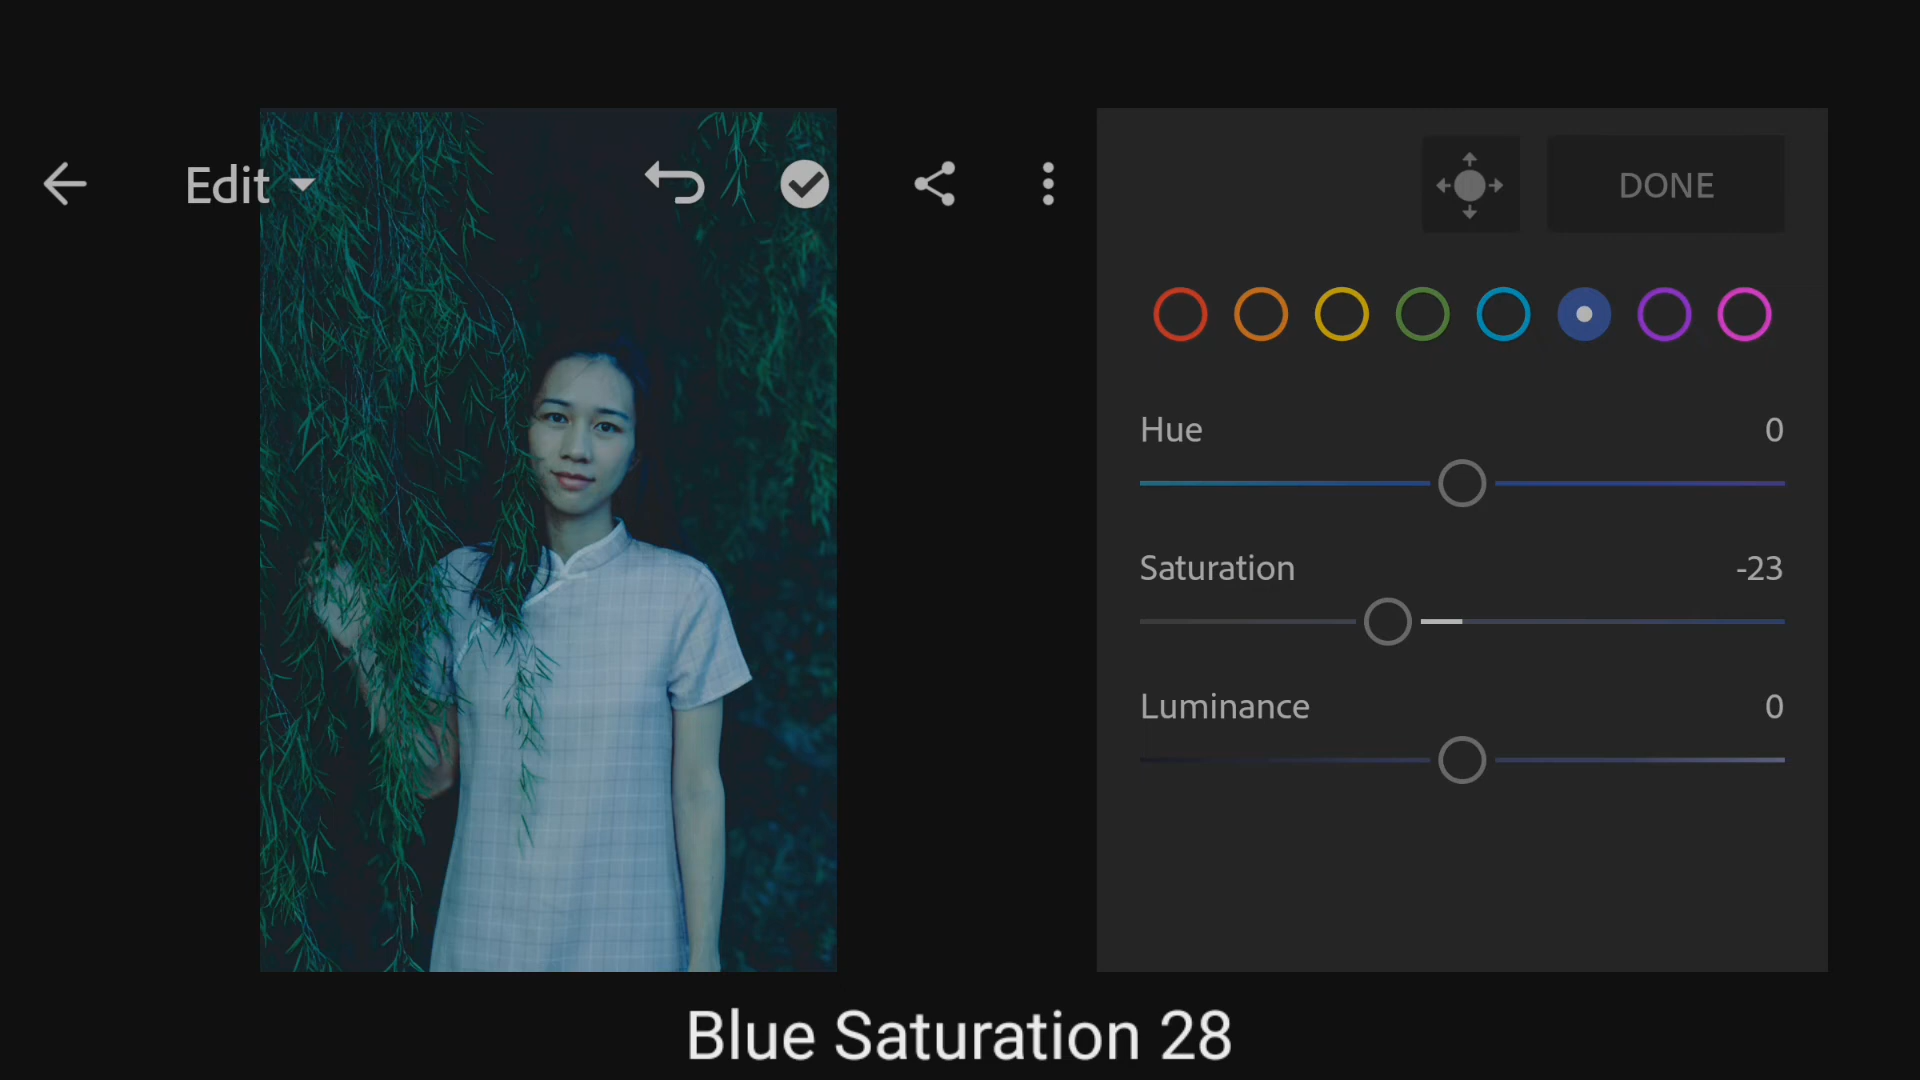 Edit
DONE
Hue 0
Saturation -23
Luminance 0
Blue Saturation 28